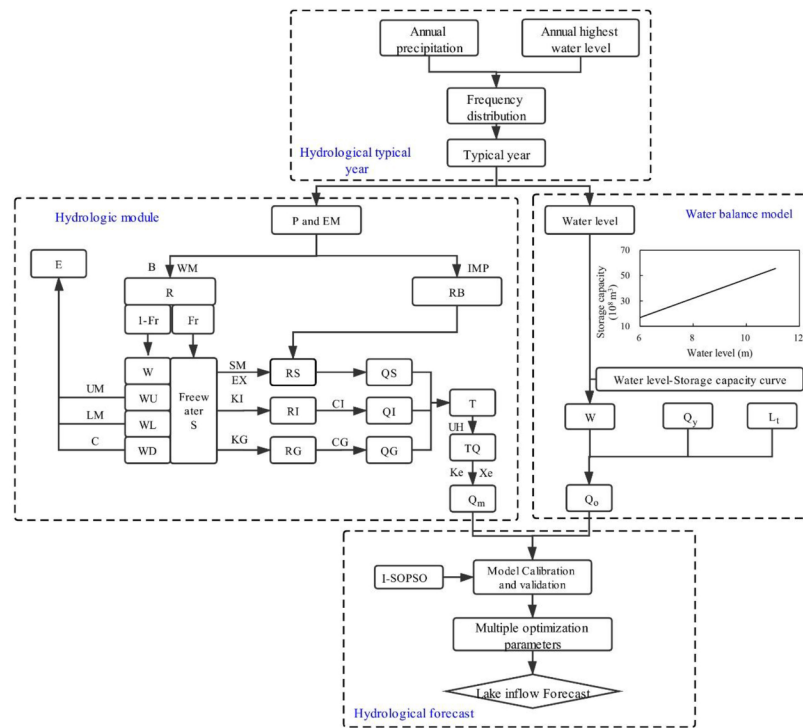 Annual
precipitation
Annual highest
water level
Frequency
distribution
Typical year
Hydrological typical
year
Hydrologic module
P and EM
Water level
Water balance model
E
B
WM
IMP
R
RB
1-Fr
Fr
W
WU
WL
WD
Freew
ater
S
UM
LM
C
SM
EX
KI
KG
RS
RI
RG
CI
CG
QS
QI
QG
T
UH
TQ
Ke
Xe
Qm
Storage capacity
(10⁸ m³)
70
50
30
10
6
8
10
12
Water level (m)
Water level-Storage capacity curve
W
Qy
Lt
Qo
I-SOPSO
Model Calibration
and validation
Multiple optimization
parameters
Lake inflow Forecast
Hydrological forecast